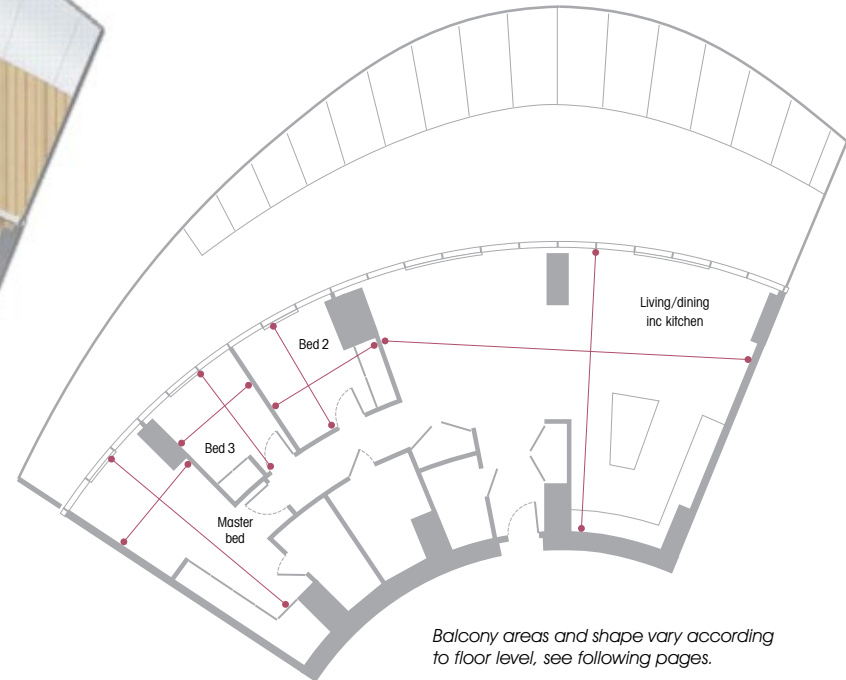 Living/dining
inc kitchen
Bed 2
Bed 3
Master
bed
Balcony areas and shape vary according
to floor level, see following pages.